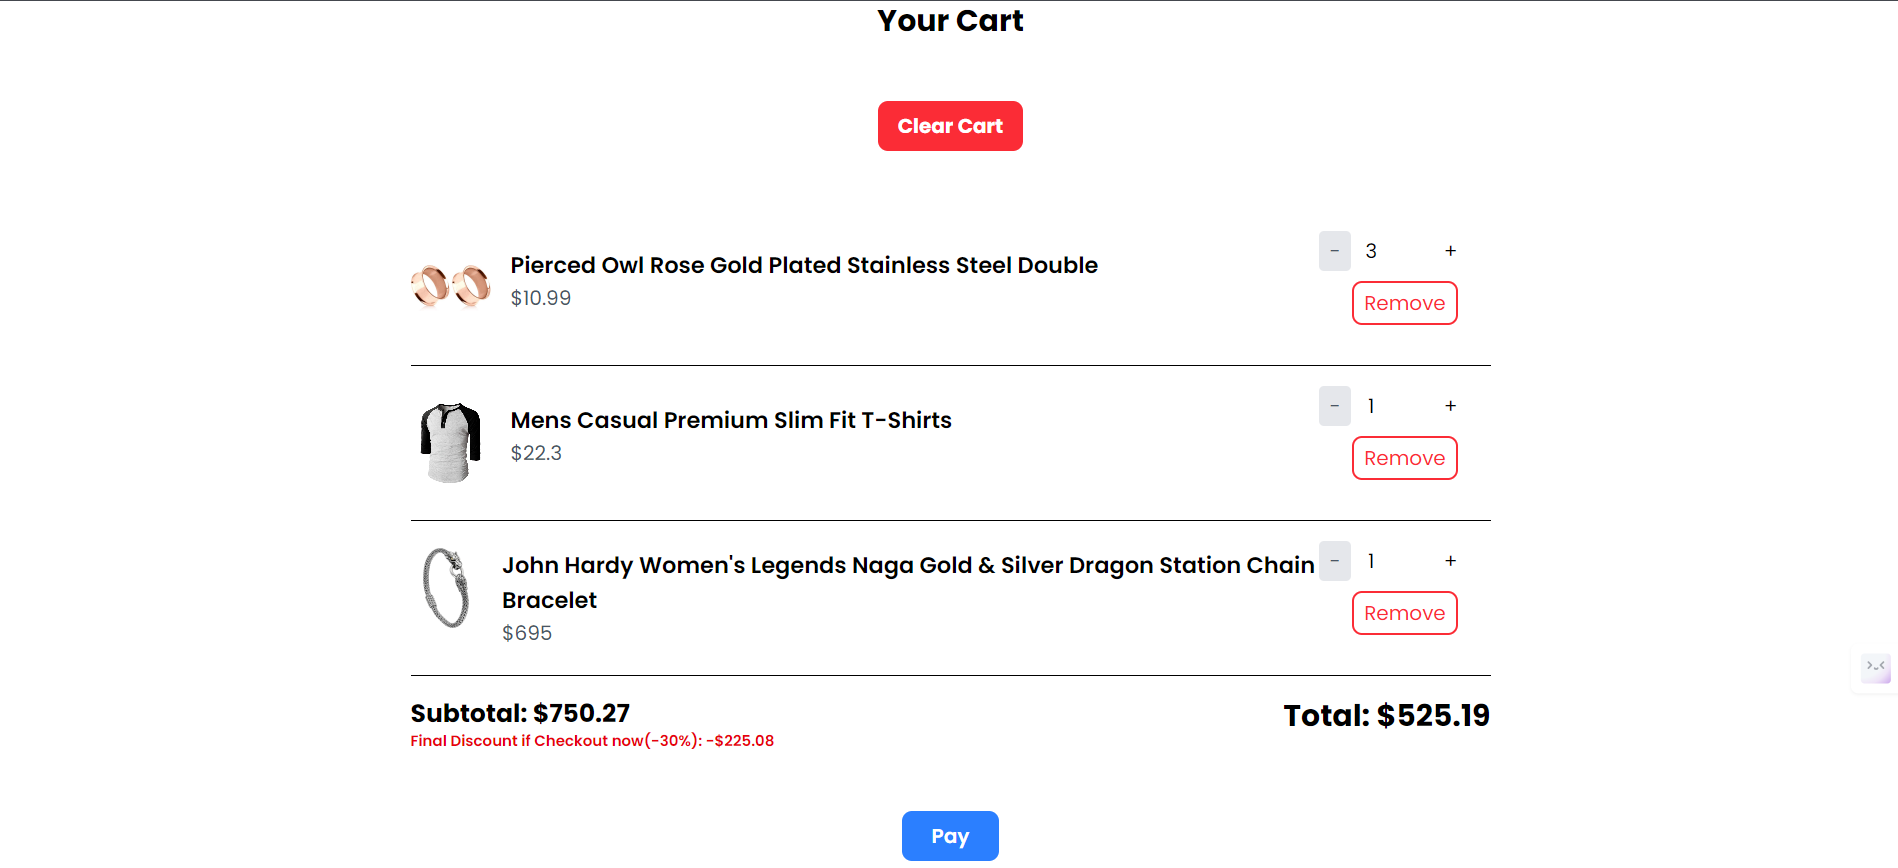 Your Cart
Clear Cart
Pierced Owl Rose Gold Plated Stainless Steel Double
$10.99
- 3 +
Remove
Mens Casual Premium Slim Fit T-Shirts
$22.3
- 1 +
Remove
John Hardy Women's Legends Naga Gold & Silver Dragon Station Chain
Bracelet
$695
- 1 +
Remove
Subtotal: $750.27
Final Discount if Checkout now(-30%): -$225.08
Total: $525.19
Pay